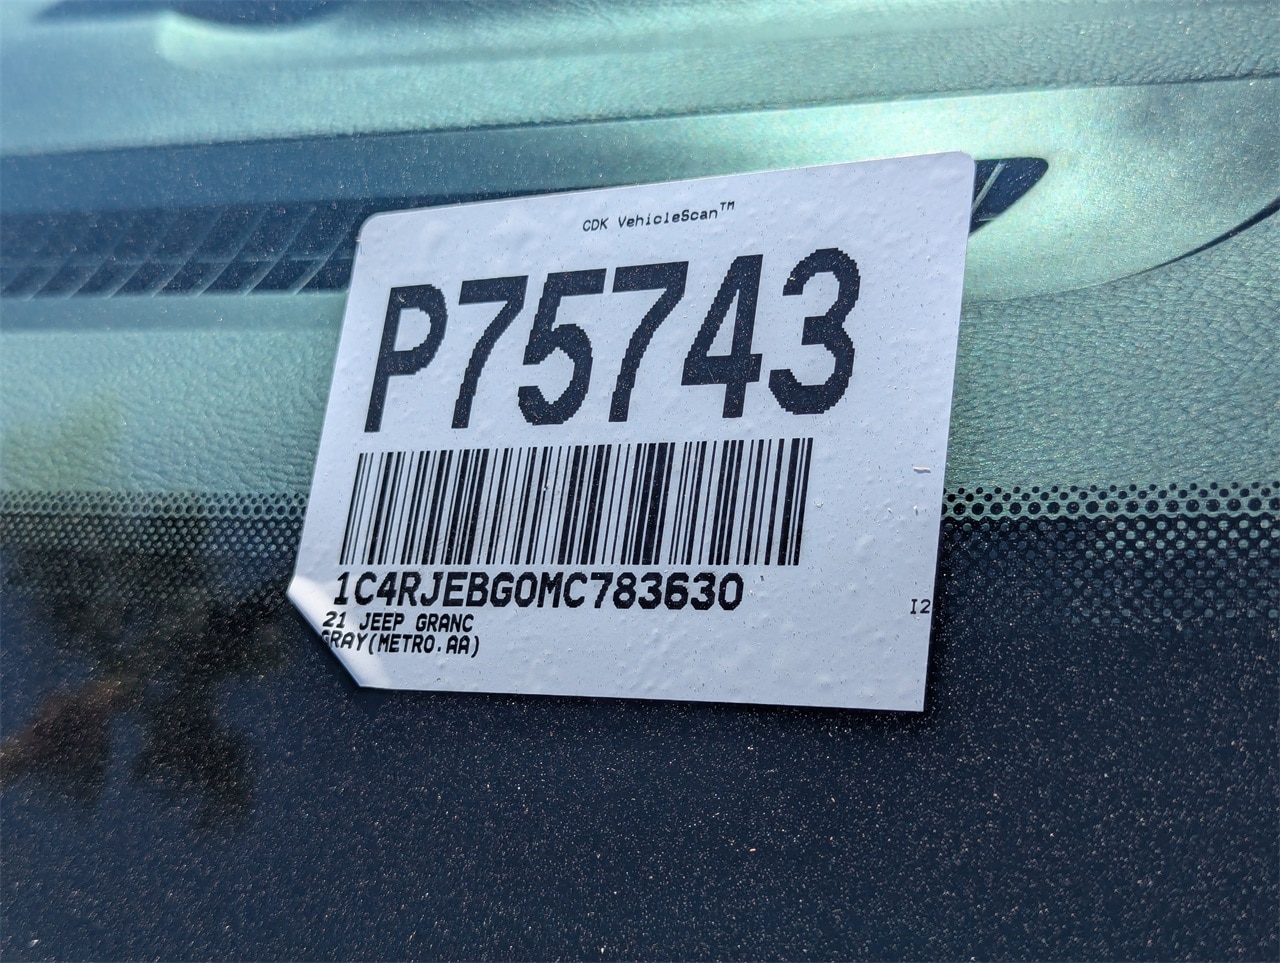 CDK VehicleScan™
P75743
1C4RJEBG0MC783630
21 JEEP GRANC
GRAY(METRO.AA)
I2